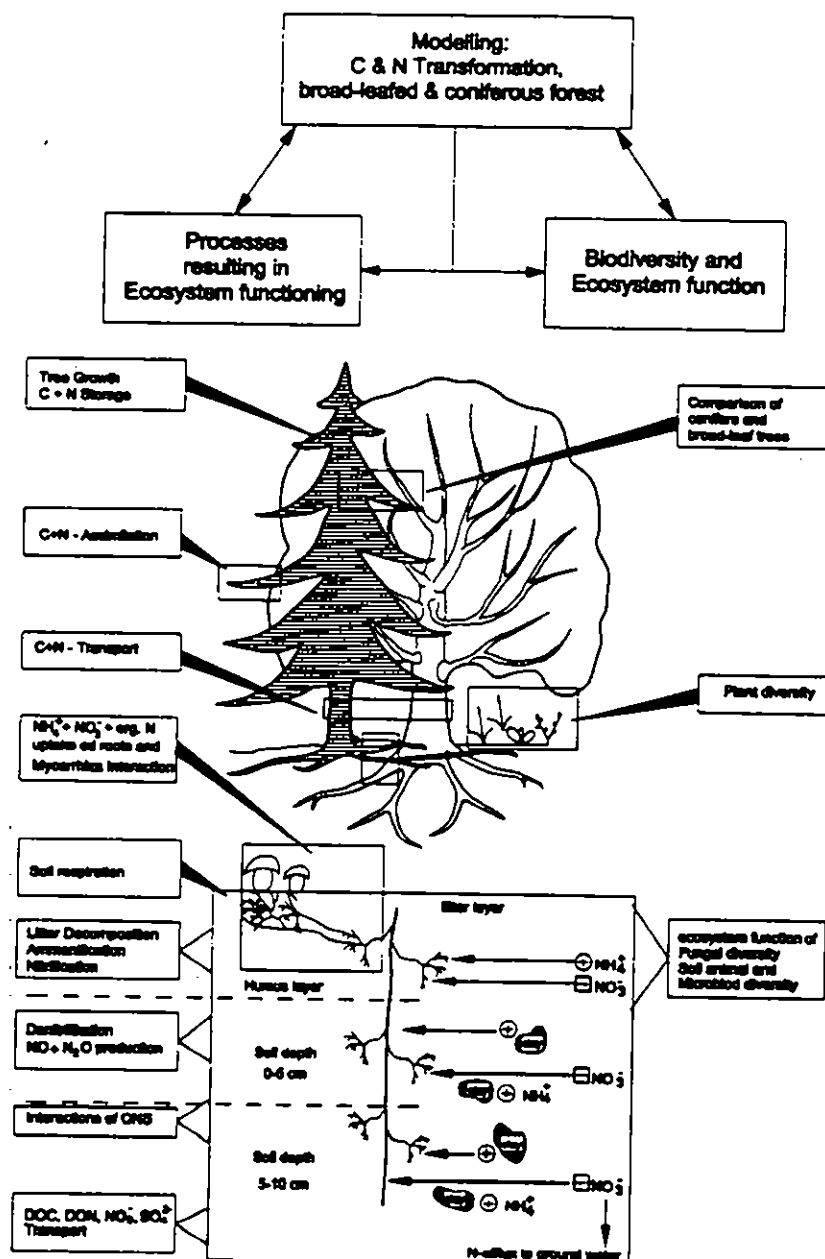 Modelling:
C & N Transformation,
broad-leafed & coniferous forest
Processes
resulting in
Ecosystem functioning
Biodiversity and
Ecosystem function
Tree Growth
C + N Storage
Comparison of
conifers and
broad-leaf trees
C+N - Assimilation
C+N - Transport
Plant diversity
NH₄⁺ + NO₃⁻ + org. N
uptake
roots and
Mycorrhiza Interaction
Soil respiration
litter layer
Litter Decomposition
Ammonification
Nitrification
NH₄⁺
NO₃⁻
ecosystem function of
Fungal diversity
Soil animal and
diversity
Humus layer
Denitrification
NO + N₂O production
Soil depth
0-5 cm
NO₃⁻
NH₄⁺
Interactions of CNS
Soil depth
5-10 cm
NO₃⁻
NH₄⁺
DOC, DON, NO₃⁻, SO₄²⁻
Transport
N-efflux to ground water